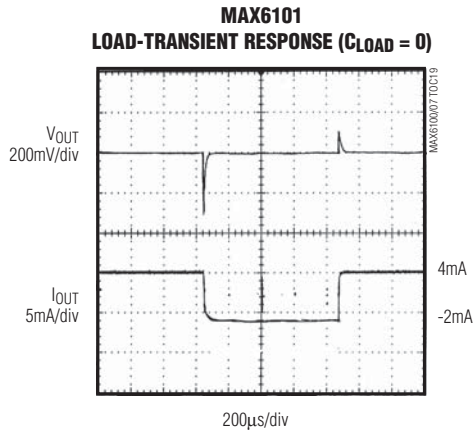 MAX6101
LOAD-TRANSIENT RESPONSE (CLOAD = 0)
MAX6100/07 TOC19
VOUT
200mV/div
4mA
IOUT
5mA/div
-2mA
200µs/div